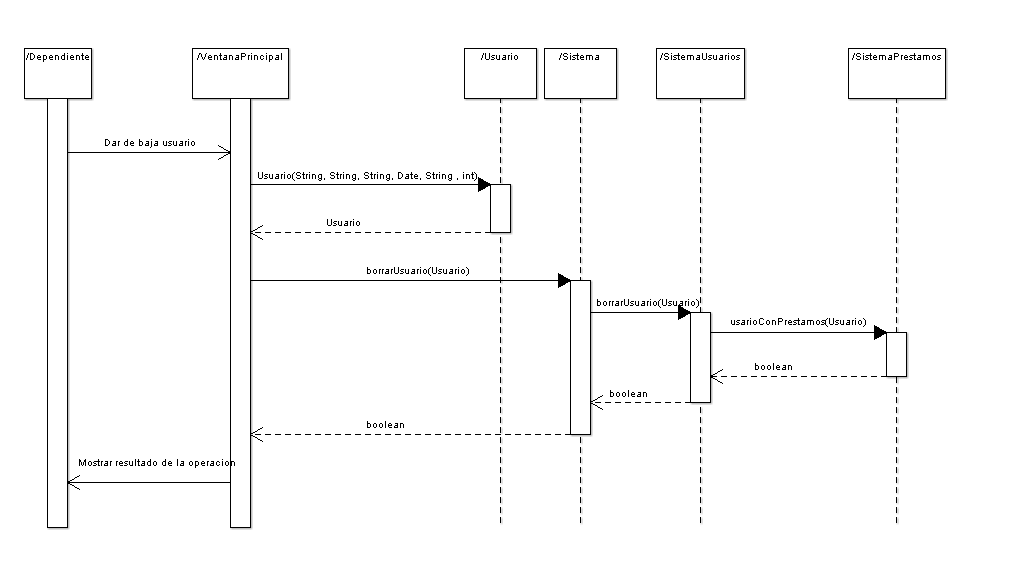 /Dependiente
/VentanaPrincipal
/Usuario
/Sistema
/SistemaUsuarios
/SistemaPrestamos
Dar de baja usuario
Usuario(String, String, String, Date, String , int)
Usuario
borrarUsuario(Usuario)
borrarUsuario(Usuario)
usarioConPrestamos(Usuario)
boolean
boolean
boolean
Mostrar resultado de la operacion